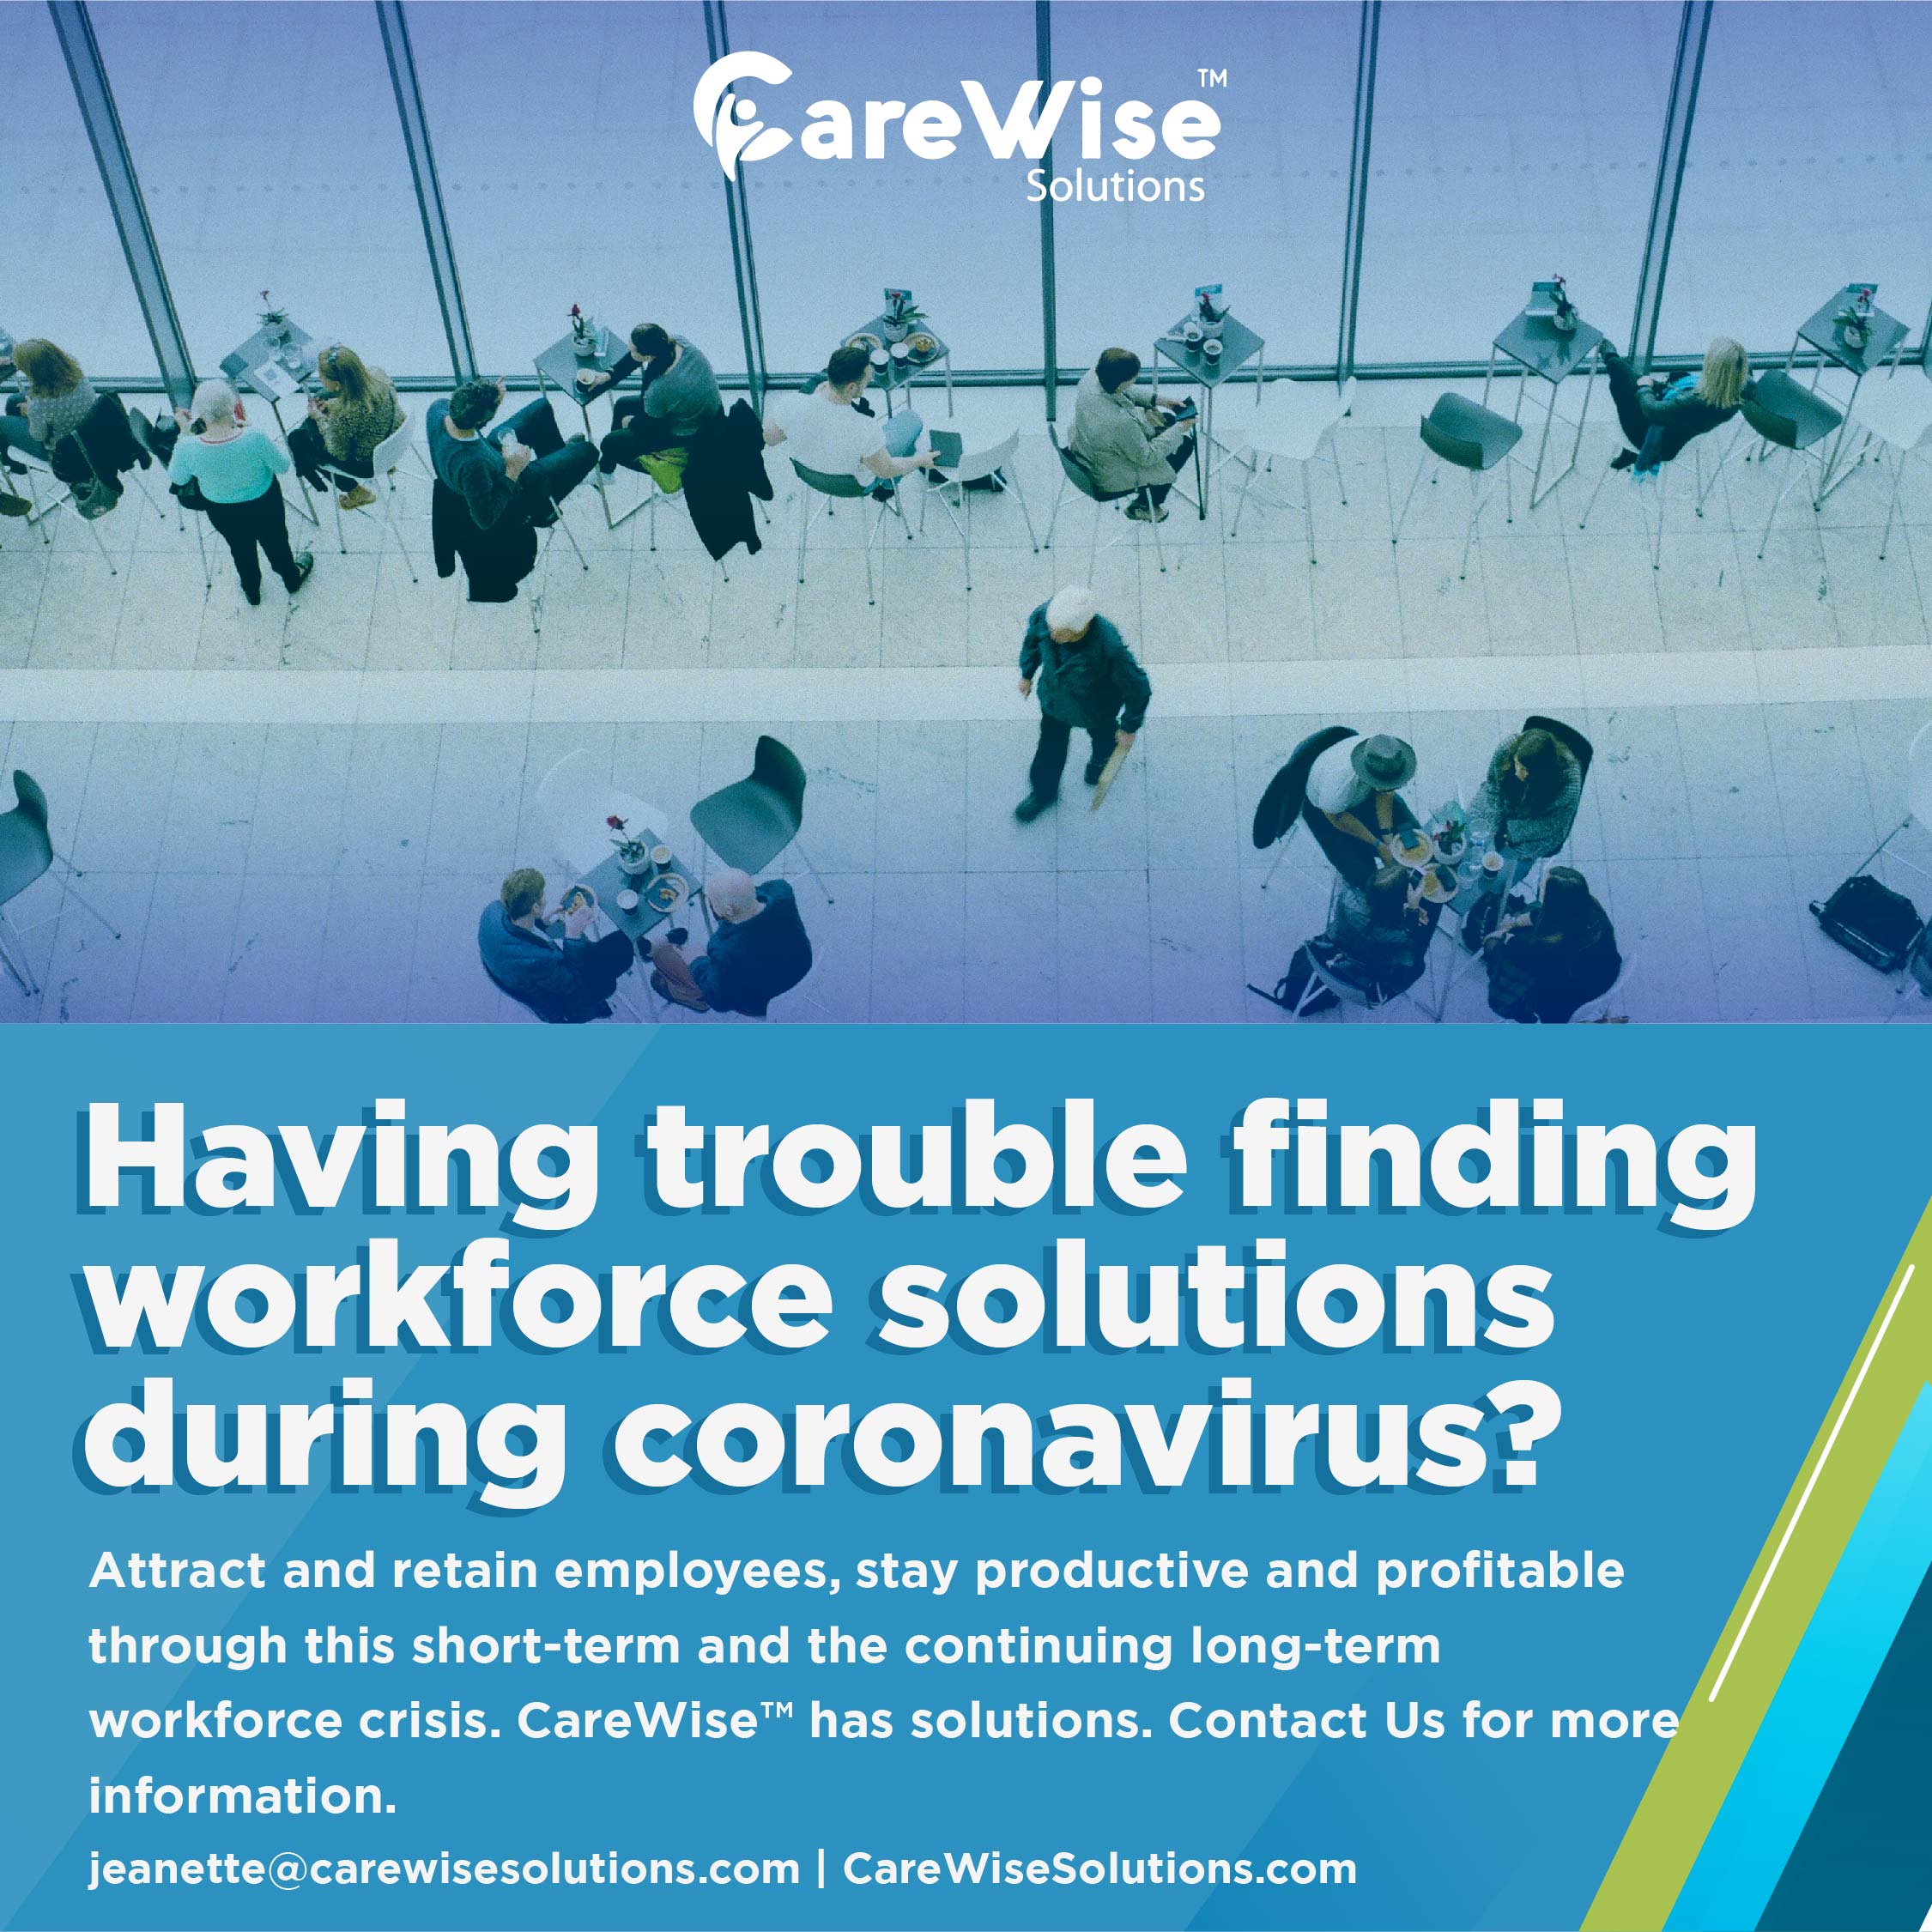 CareWise™
Solutions
Having trouble finding
workforce solutions
during coronavirus?
Attract and retain employees, stay productive and profitable
through this short-term and the continuing long-term
workforce crisis. CareWise™ has solutions. Contact Us for more
information.
jeanette@carewisesolutions.com | CareWiseSolutions.com